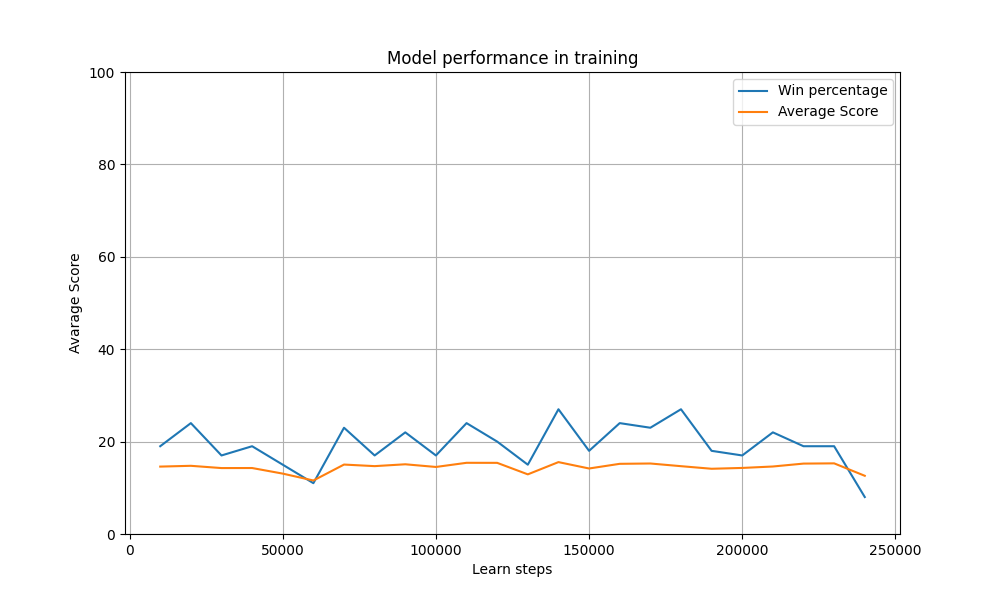 Model performance in training
100
80
60
40
20
0
Avarage Score
Win percentage
Average Score
0
50000
100000
150000
200000
250000
Learn steps